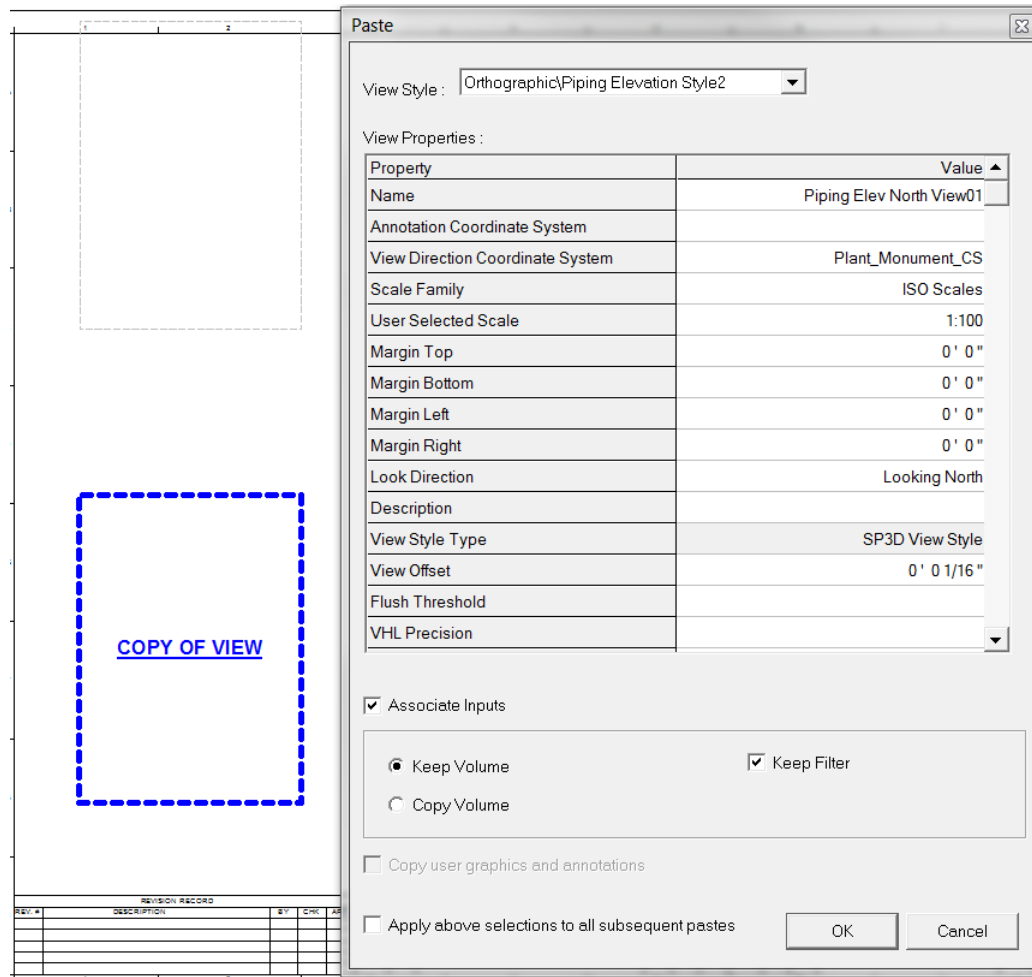 1 2
COPY OF VIEW
REVISION RECORD
REV. # DESCRIPTION BY CHK
Paste
View Style : Orthographic\Piping Elevation Style2
View Properties :
Property Value
Name Piping Elev North View01
Annotation Coordinate System
View Direction Coordinate System Plant_Monument_CS
Scale Family ISO Scales
User Selected Scale 1:100
Margin Top 0 ' 0 "
Margin Bottom 0 ' 0 "
Margin Left 0 ' 0 "
Margin Right 0 ' 0 "
Look Direction Looking North
Description
View Style Type SP3D View Style
View Offset 0 ' 0 1/16 "
Flush Threshold
VHL Precision
Associate Inputs
Keep Volume Keep Filter
Copy Volume
Copy user graphics and annotations
Apply above selections to all subsequent pastes OK Cancel